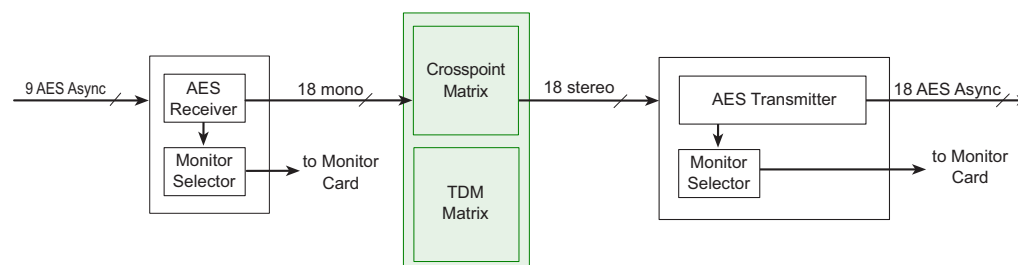 9 AES Async
AES
Receiver
Monitor
Selector
to Monitor
Card
18 mono
Crosspoint
Matrix
TDM
Matrix
18 stereo
AES Transmitter
Monitor
Selector
18 AES Async
to Monitor
Card